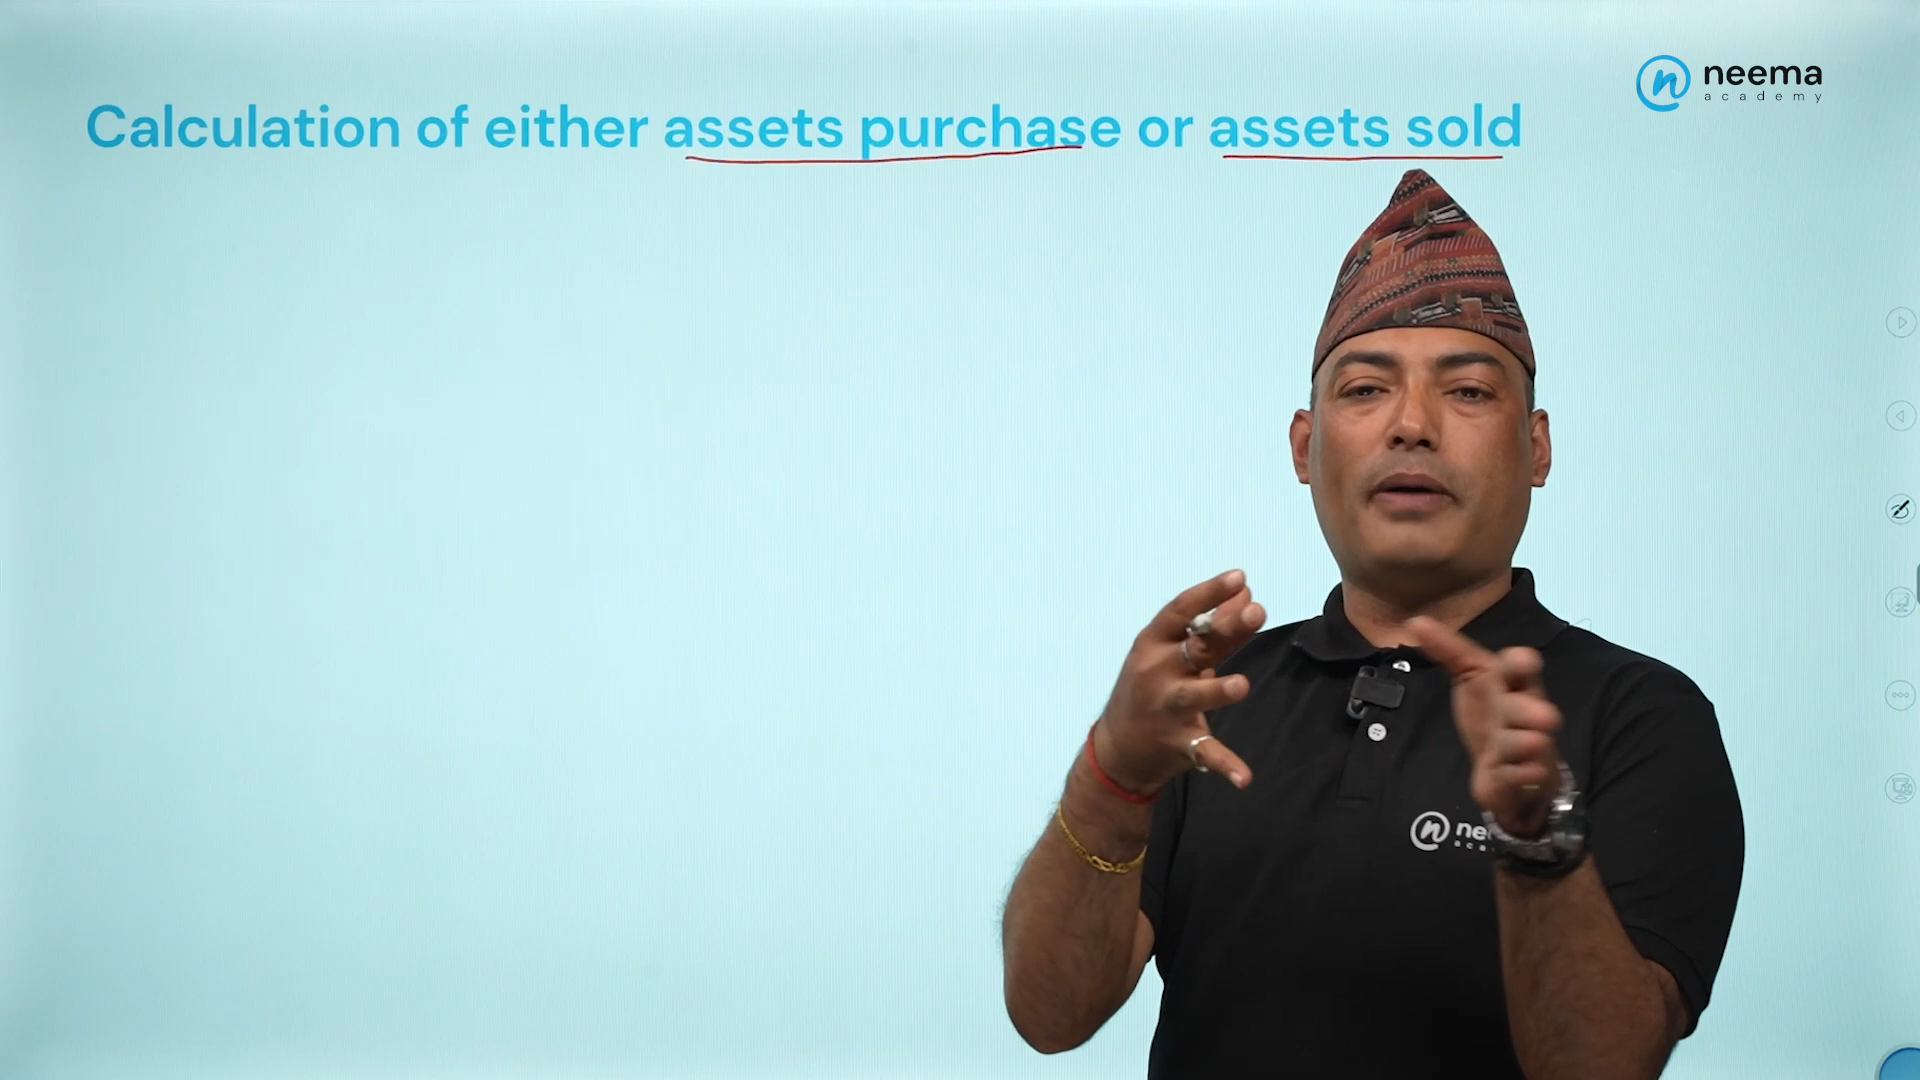 neema
academy
Calculation of either assets purchase or assets sold